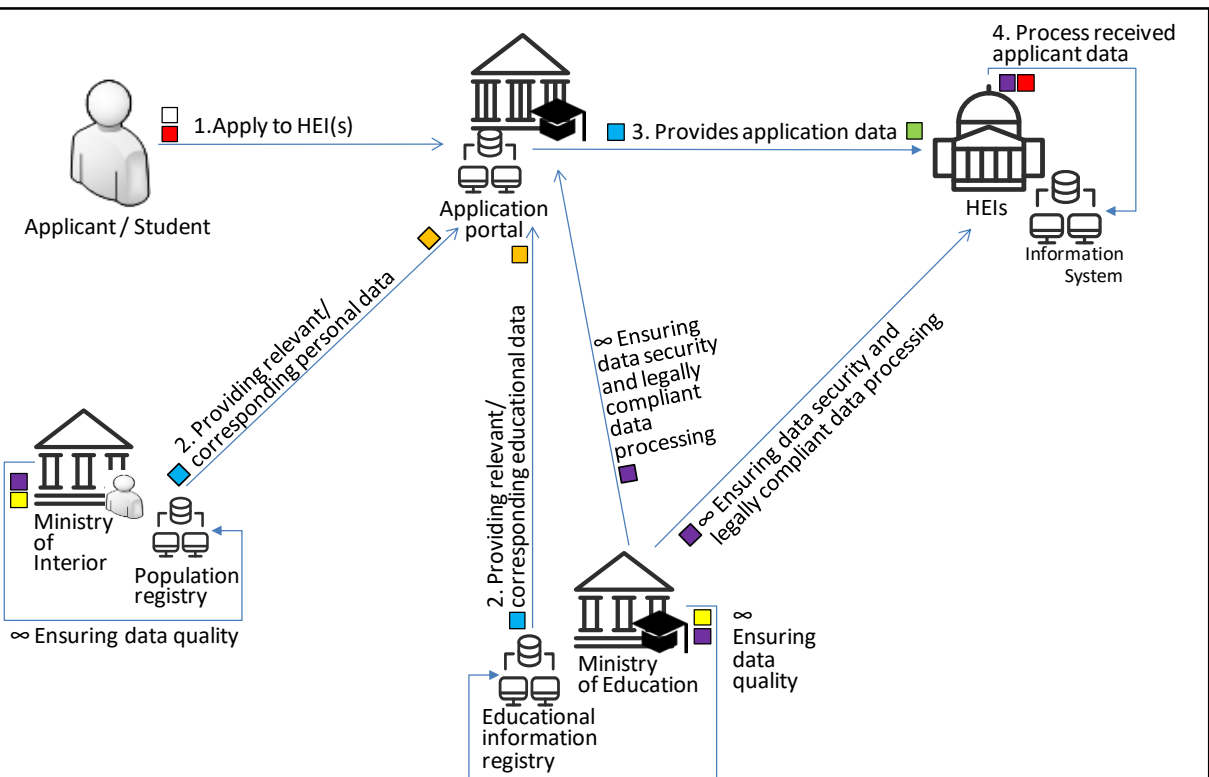 4. Process received
applicant data
1.Apply to HEI(s)
3. Provides application data
Applicant / Student
Application
portal
HEIs
Information
System
2. Providing relevant/
corresponding personal data
2. Providing relevant/
corresponding educational data
∞ Ensuring
data security
and legally
compliant
data
processing
∞ Ensuring data security and
legally compliant data processing
Ministry
of
Interior
Population
registry
∞ Ensuring data quality
Ministry
of Education
∞
Ensuring
data
quality
Educational
information
registry